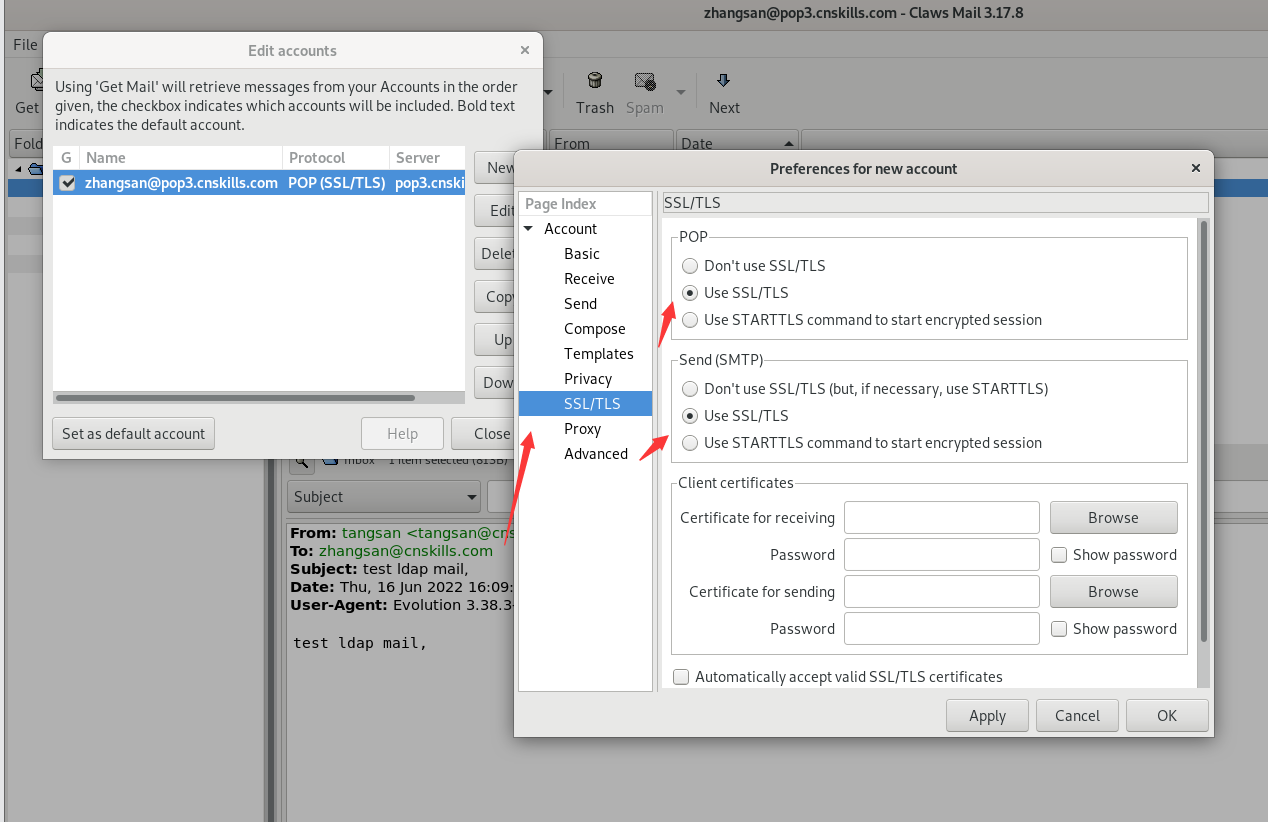 zhangsan@pop3.cnskills.com - Claws Mail 3.17.8
File
Get
Trash
Spam
Next
Fold
From
Date
Edit accounts
Using 'Get Mail' will retrieve messages from your Accounts in the order
given, the checkbox indicates which accounts will be included. Bold text
indicates the default account.
G Name Protocol Server
zhangsan@pop3.cnskills.com POP (SSL/TLS) pop3.cnski
New
Edit
Delet
Copy
Up
Dow
Set as default account
Help
Close
Preferences for new account
Page Index
Account
Basic
Receive
Send
Compose
Templates
Privacy
SSL/TLS
Proxy
Advanced
SSL/TLS
POP
Don't use SSL/TLS
Use SSL/TLS
Use STARTTLS command to start encrypted session
Send (SMTP)
Don't use SSL/TLS (but, if necessary, use STARTTLS)
Use SSL/TLS
Use STARTTLS command to start encrypted session
Client certificates
Certificate for receiving
Browse
Password
Show password
Certificate for sending
Browse
Password
Show password
Automatically accept valid SSL/TLS certificates
Apply
Cancel
OK
inbox 1 item selected (813B)
Subject
From: tangsan <tangsan@cns
To: zhangsan@cnskills.com
Subject: test ldap mail,
Date: Thu, 16 Jun 2022 16:09:
User-Agent: Evolution 3.38.3-
test ldap mail,